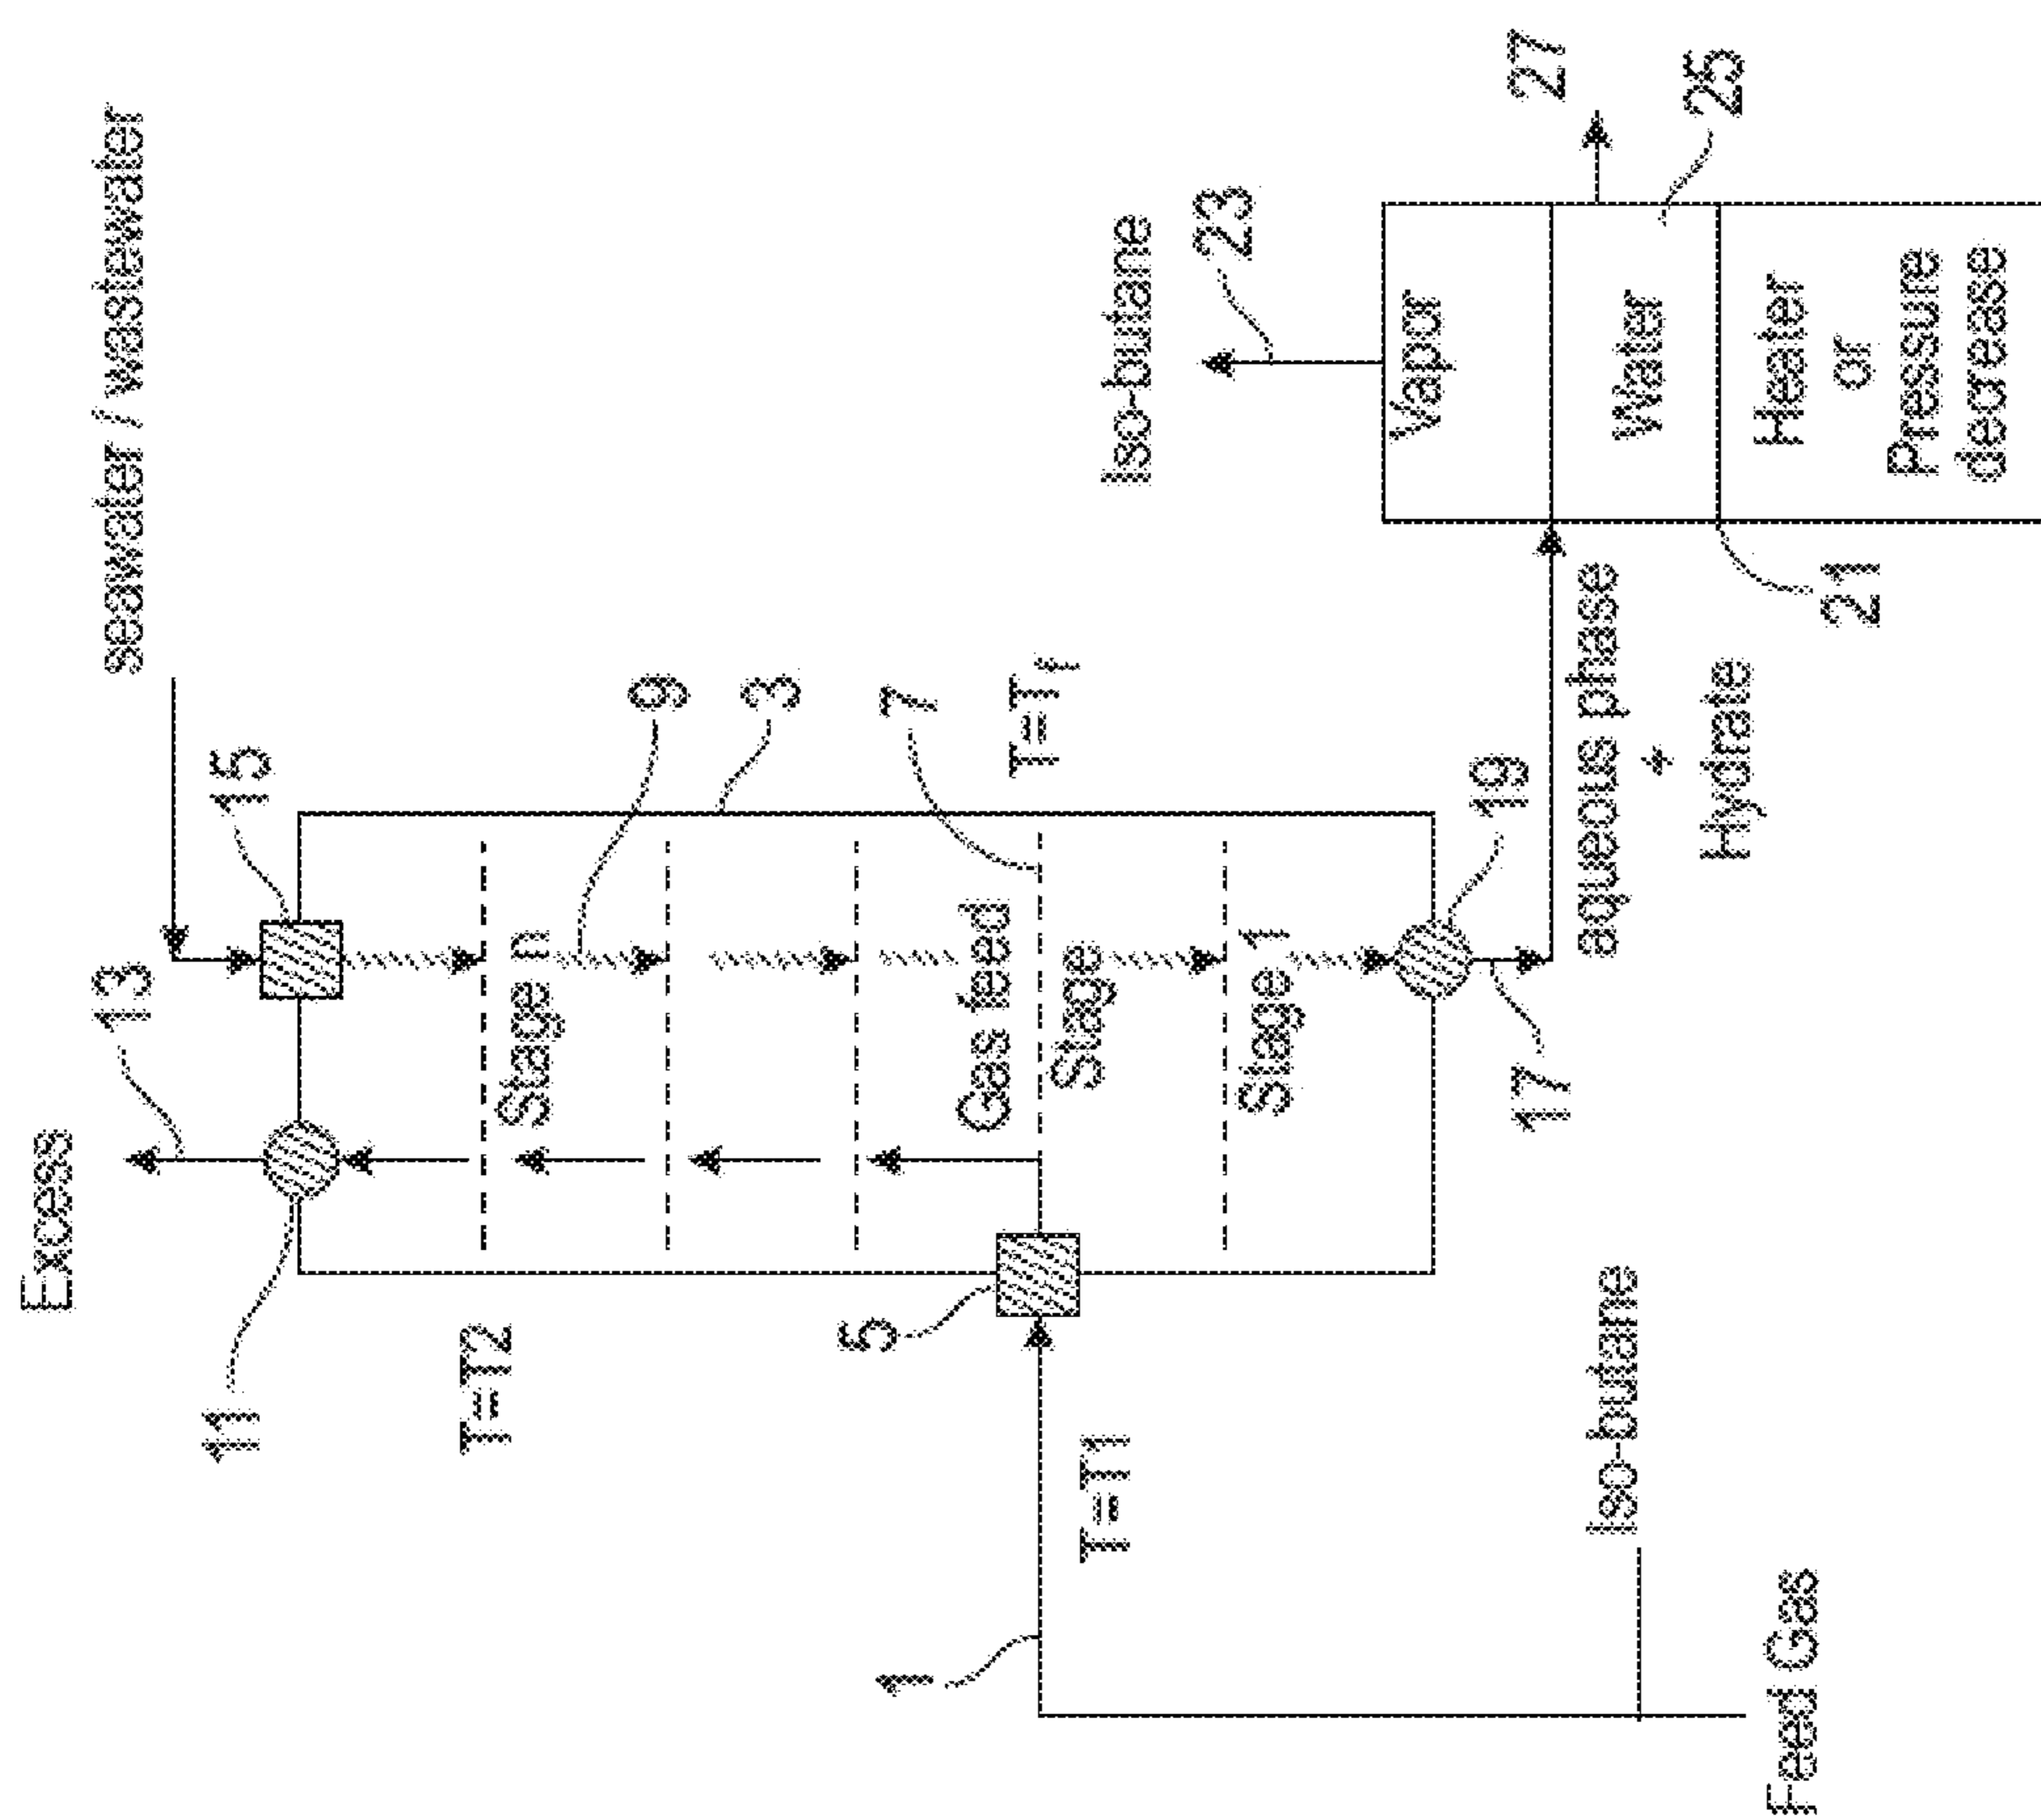 seawater / wastewater
Excess
13
15
11
T=T2
9
3
Stage n
Gas feed
Stage
7
T=Tf
5
Stage 1
1
T=T1
19
17
aqueous phase
+
Hydrate
Iso-butane
Feed Gas
Iso-butane
23
Vapor
Water
27
25
21
Heater
or
Pressure
decrease